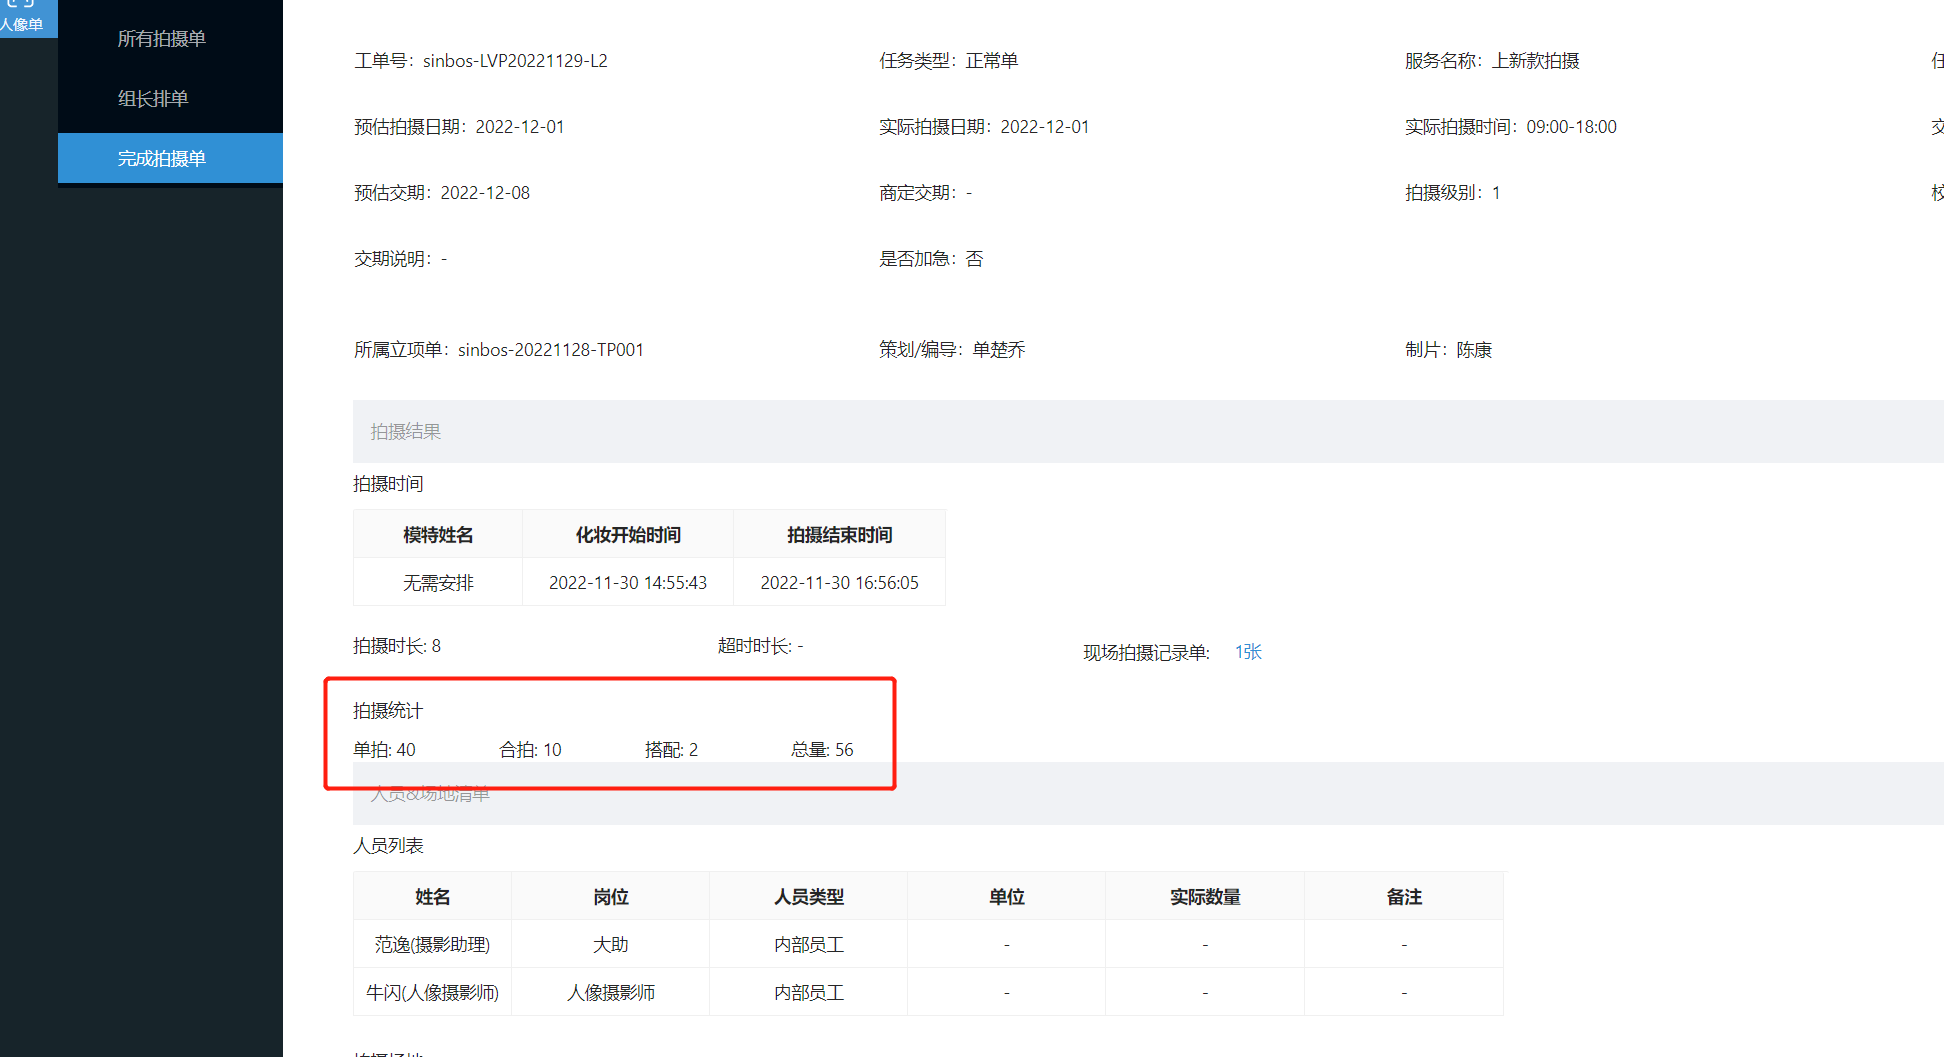 人像单
所有拍摄单
组长排单
完成拍摄单
工单号：sinbos-LVP20221129-L2 任务类型：正常单 服务名称：上新款拍摄
预估拍摄日期：2022-12-01 实际拍摄日期：2022-12-01 实际拍摄时间：09:00-18:00
预估交期：2022-12-08 商定交期：- 拍摄级别：1
交期说明：- 是否加急：否
所属立项单：sinbos-20221128-TP001 策划/编导：单楚乔 制片：陈康
拍摄结果
拍摄时间
模特姓名 化妆开始时间 拍摄结束时间
无需安排 2022-11-30 14:55:43 2022-11-30 16:56:05
拍摄时长: 8 超时时长: - 现场拍摄记录单: 1张
拍摄统计
单拍: 40 合拍: 10 搭配: 2 总量: 56
人员&场地清单
人员列表
姓名 岗位 人员类型 单位 实际数量 备注
范逸(摄影助理) 大助 内部员工 - - -
牛闪(人像摄影师) 人像摄影师 内部员工 - - -